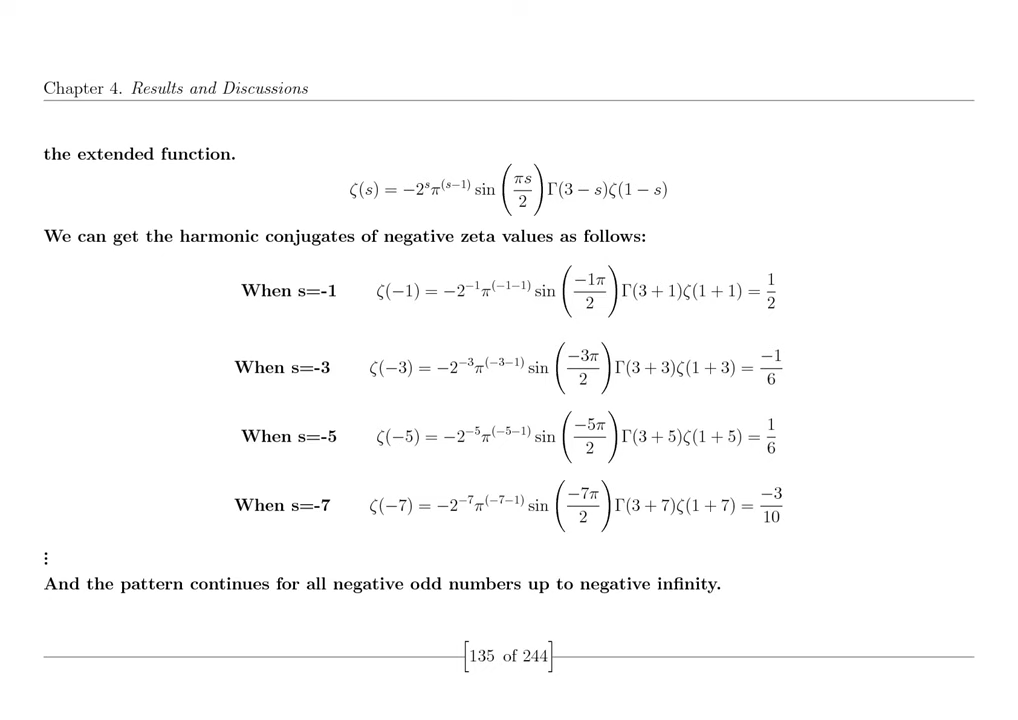 Chapter 4. Results and Discussions
the extended function.
ζ(s) = −2^s π^(s−1) sin(πs/2) Γ(3 − s)ζ(1 − s)
We can get the harmonic conjugates of negative zeta values as follows:
When s=-1 ζ(−1) = −2^−1 π^(−1−1) sin(−1π/2) Γ(3 + 1)ζ(1 + 1) = 1/2
When s=-3 ζ(−3) = −2^−3 π^(−3−1) sin(−3π/2) Γ(3 + 3)ζ(1 + 3) = −1/6
When s=-5 ζ(−5) = −2^−5 π^(−5−1) sin(−5π/2) Γ(3 + 5)ζ(1 + 5) = 1/6
When s=-7 ζ(−7) = −2^−7 π^(−7−1) sin(−7π/2) Γ(3 + 7)ζ(1 + 7) = −3/10
⋮
And the pattern continues for all negative odd numbers up to negative infinity.
[135 of 244]